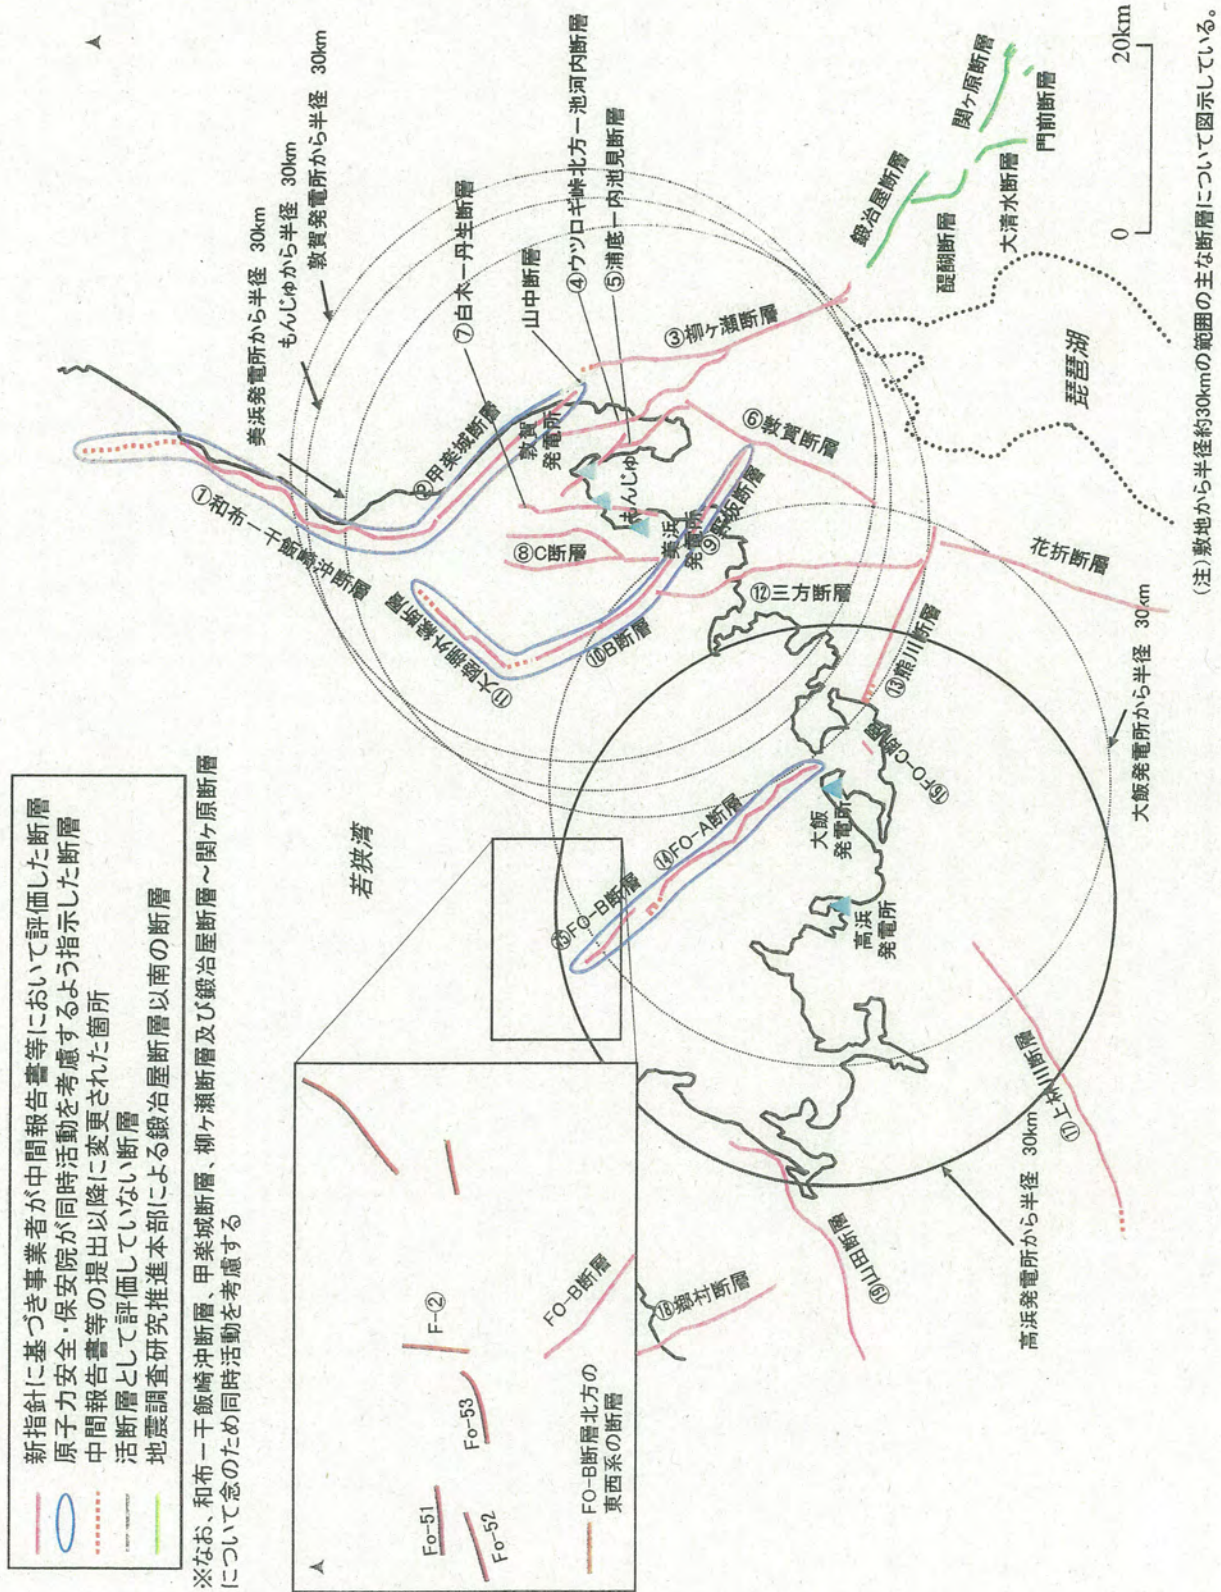 新指針に基づき事業者が中間報告書等において評価した断層
原子力安全・保安院が同時活動を考慮するよう指示した断層
中間報告書等の提出以降に変更された箇所
活断層として評価していない断層
地震調査研究推進本部による鍛冶屋断層以南の断層
※なお、和布ー干飯崎沖断層、甲楽城断層、柳ヶ瀬断層及び鍛冶屋断層~関ヶ原断層
について念のため同時活動を考慮する
若狭湾
美浜発電所から半径 30km
もんじゅから半径 30km
敦賀発電所から半径 30km
①和布ー干飯崎沖断層
②甲楽城断層
⑦白木ー丹生断層
山中断層
④ウツロギ峠北方ー池河内断層
⑤浦底ー内池見断層
③柳ヶ瀬断層
敦賀
発電所
もんじゅ
美浜
発電所
⑥敦賀断層
⑧C断層
⑨野坂断層
⑩B断層
⑪大陸棚外縁断層
⑫三方断層
⑬熊川断層
花折断層
鍛冶屋断層
関ヶ原断層
醍醐断層
大清水断層
門前断層
琵琶湖
0
20km
⑭FO-A断層
⑮FO-B断層
⑯FO-C断層
大飯
発電所
高浜
発電所
大飯発電所から半径 30km
高浜発電所から半径 30km
⑰上林川断層
⑱郷村断層
⑲山田断層
Fo-51
Fo-52
Fo-53
F-②
FO-B断層
FO-B断層北方の
東西系の断層
(注)敷地から半径約30kmの範囲の主な断層について図示している。